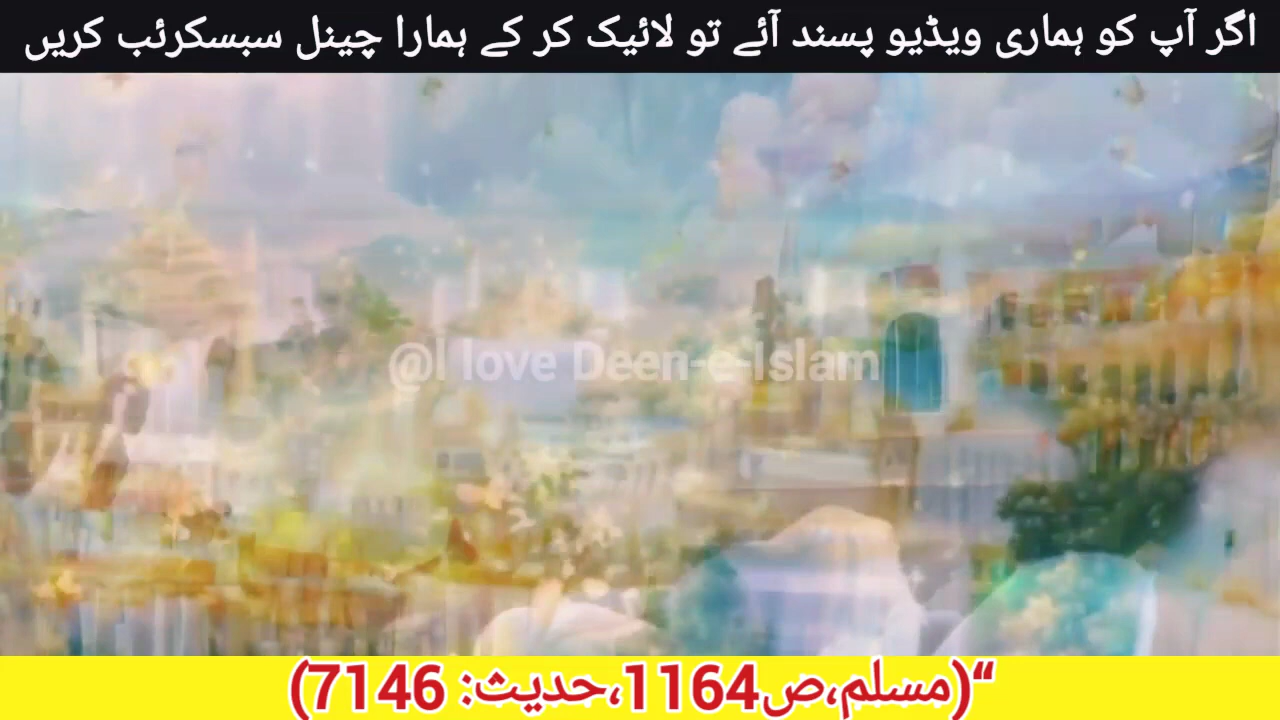 اگر آپ کو ہماری ویڈیو پسند آئے تو لائیک کر کے ہمارا چینل سبسکرئب کریں
@I love Deen-e-Islam
“(مسلم،ص1164،حدیث: 7146)